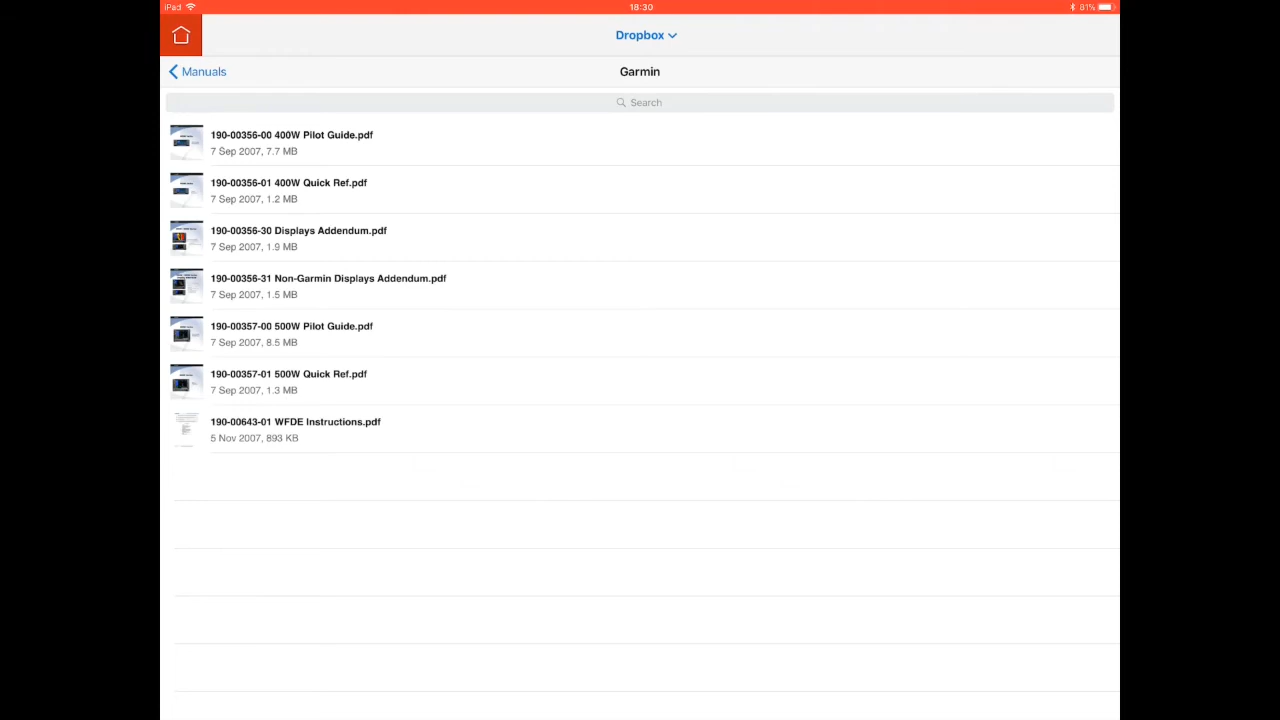 iPad 18:30 81%
Dropbox
Manuals Garmin
Search
190-00356-00 400W Pilot Guide.pdf
7 Sep 2007, 7.7 MB
190-00356-01 400W Quick Ref.pdf
7 Sep 2007, 1.2 MB
190-00356-30 Displays Addendum.pdf
7 Sep 2007, 1.9 MB
190-00356-31 Non-Garmin Displays Addendum.pdf
7 Sep 2007, 1.5 MB
190-00357-00 500W Pilot Guide.pdf
7 Sep 2007, 8.5 MB
190-00357-01 500W Quick Ref.pdf
7 Sep 2007, 1.3 MB
190-00643-01 WFDE Instructions.pdf
5 Nov 2007, 893 KB